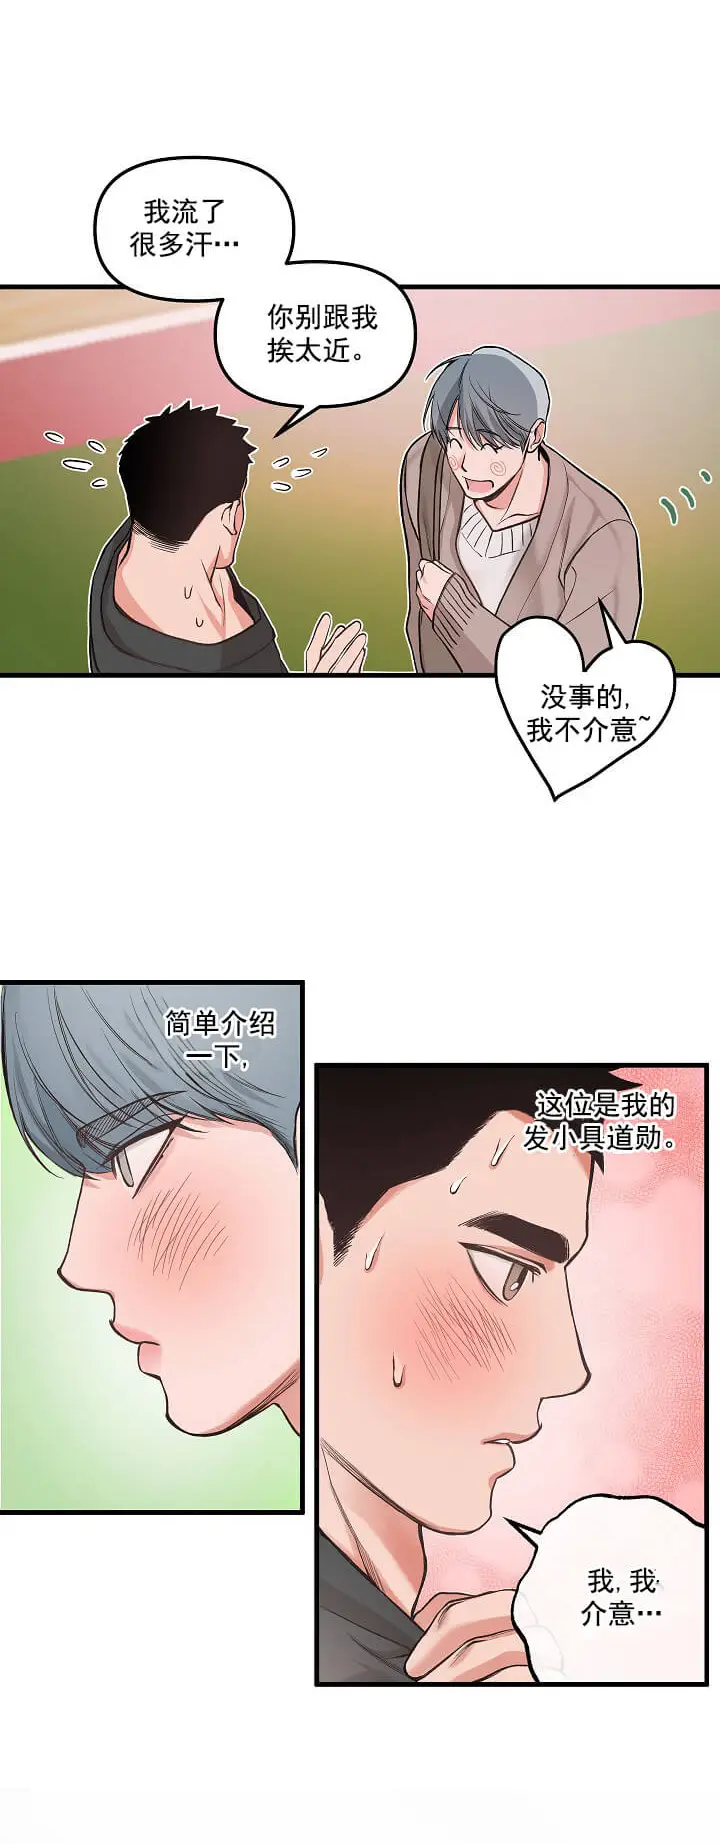 我流了
很多汗…
你别跟我
挨太近。
没事的,
我不介意~
简单介绍
一下,
这位是我的
发小具道勋。
我,我
介意…